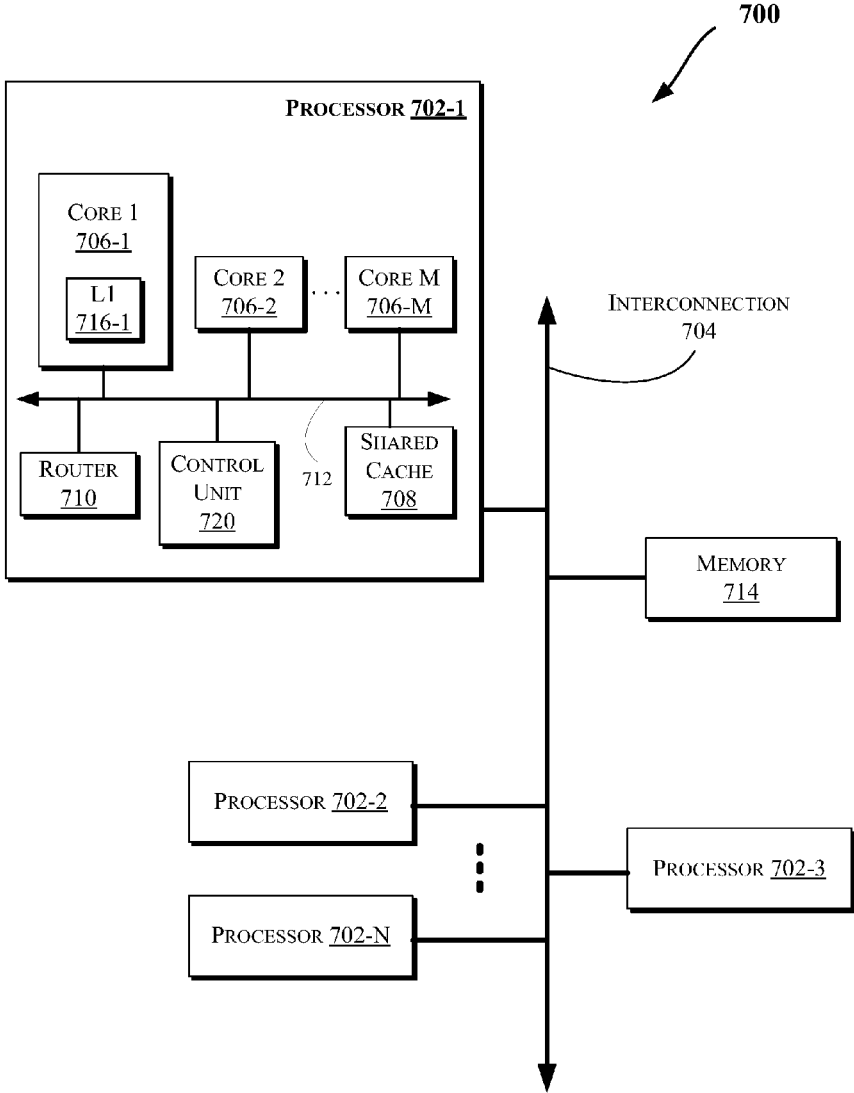 700
PROCESSOR 702-1
CORE 1
706-1
L1
716-1
CORE 2
706-2
. . .
CORE M
706-M
INTERCONNECTION
704
ROUTER
710
CONTROL
UNIT
720
712
SHARED
CACHE
708
MEMORY
714
PROCESSOR 702-2
PROCESSOR 702-3
PROCESSOR 702-N